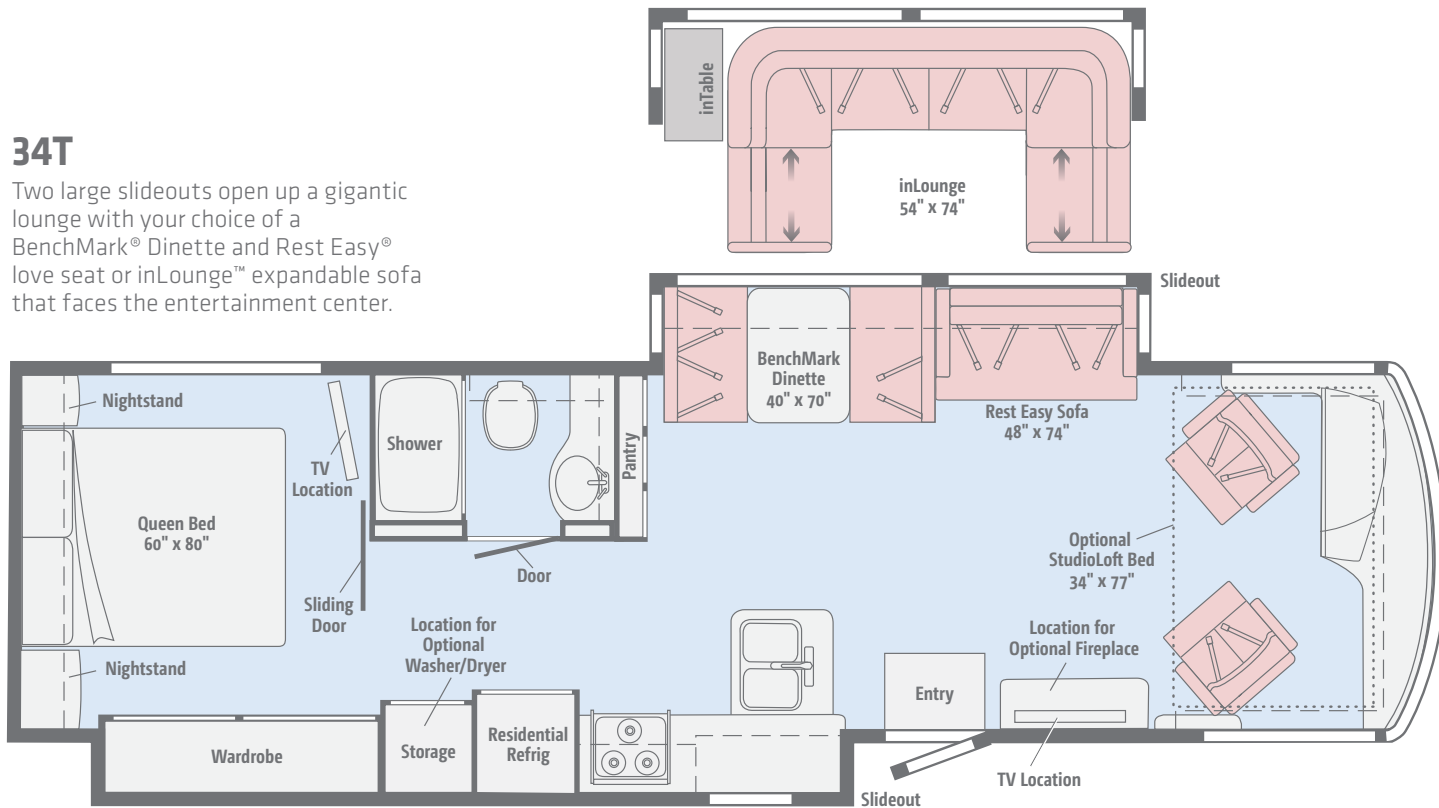 34T
Two large slideouts open up a gigantic
lounge with your choice of a
BenchMark® Dinette and Rest Easy®
love seat or inLounge™ expandable sofa
that faces the entertainment center.
inTable
inLounge
54" x 74"
Slideout
BenchMark
Dinette
40" x 70"
Rest Easy Sofa
48" x 74"
Nightstand
TV
Location
Shower
Pantry
Queen Bed
60" x 80"
Sliding
Door
Door
Optional
StudioLoft Bed
34" x 77"
Nightstand
Location for
Optional
Washer/Dryer
Location for
Optional Fireplace
Entry
Wardrobe
Storage
Residential
Refrig
TV Location
Slideout